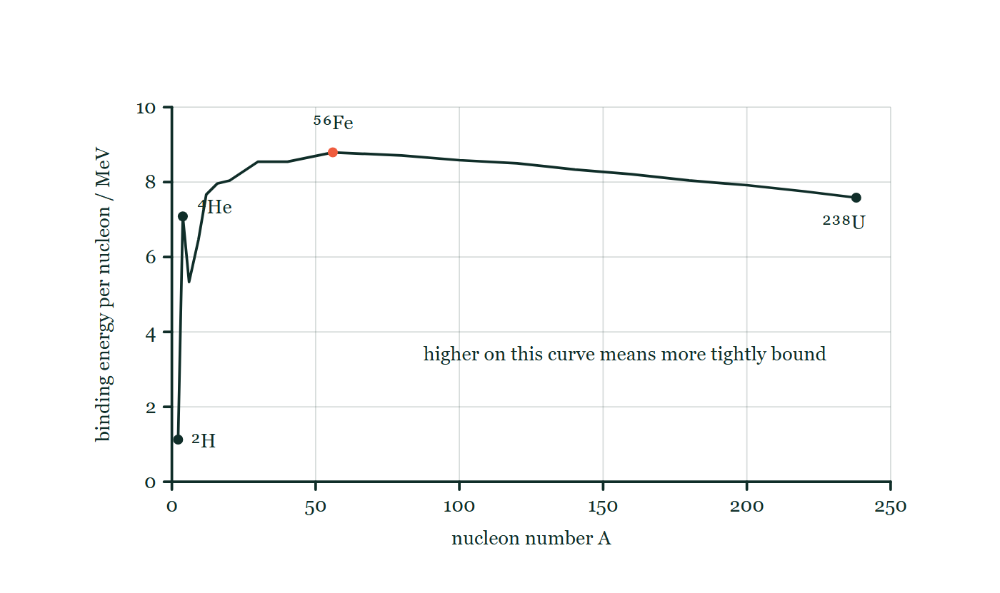 binding energy per nucleon / MeV
10
8
6
4
2
0
⁵⁶Fe
⁴He
²³⁸U
higher on this curve means more tightly bound
²H
0
50
100
150
200
250
nucleon number A